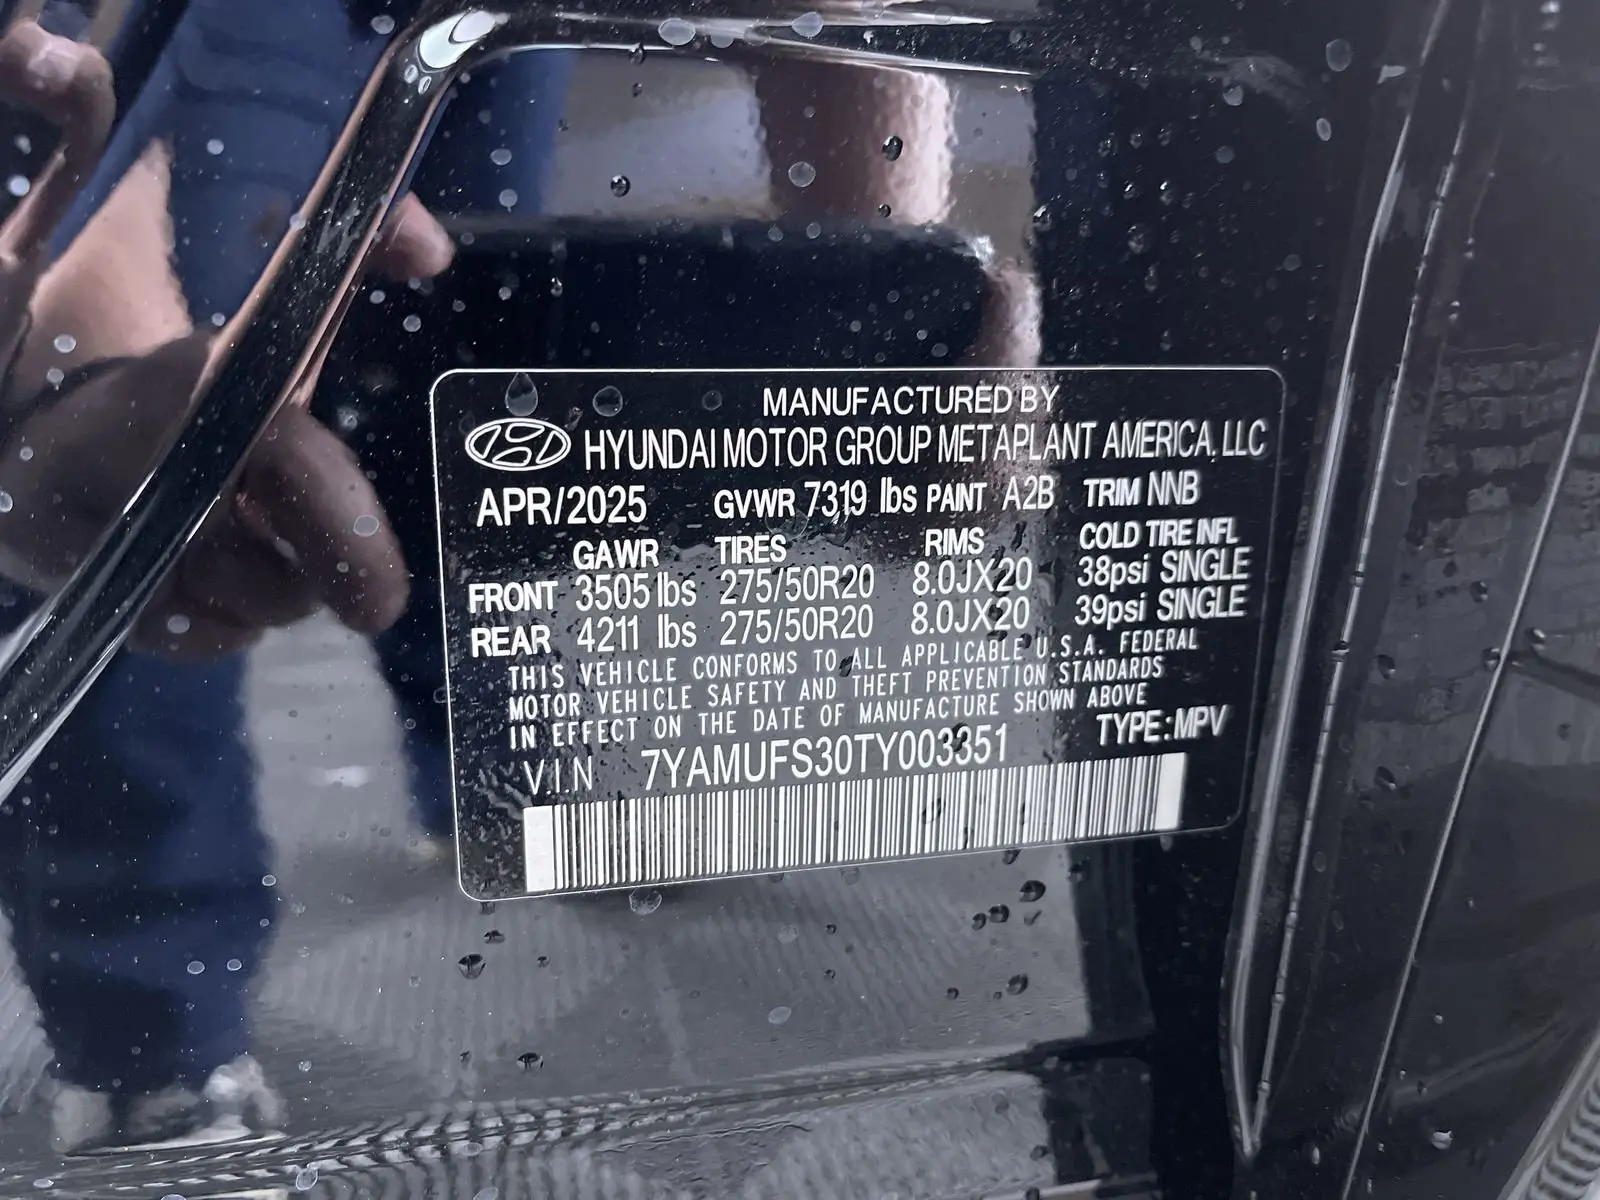 MANUFACTURED BY
HYUNDAI MOTOR GROUP METAPLANT AMERICA, LLC
APR/2025 GVWR 7319 lbs PAINT A2B TRIM NNB
GAWR TIRES RIMS COLD TIRE INFL
FRONT 3505 lbs 275/50R20 8.0JX20 38psi SINGLE
REAR 4211 lbs 275/50R20 8.0JX20 39psi SINGLE
THIS VEHICLE CONFORMS TO ALL APPLICABLE U.S.A. FEDERAL
MOTOR VEHICLE SAFETY AND THEFT PREVENTION STANDARDS
IN EFFECT ON THE DATE OF MANUFACTURE SHOWN ABOVE
V.I.N 7YAMUFS30TY003351 TYPE:MPV